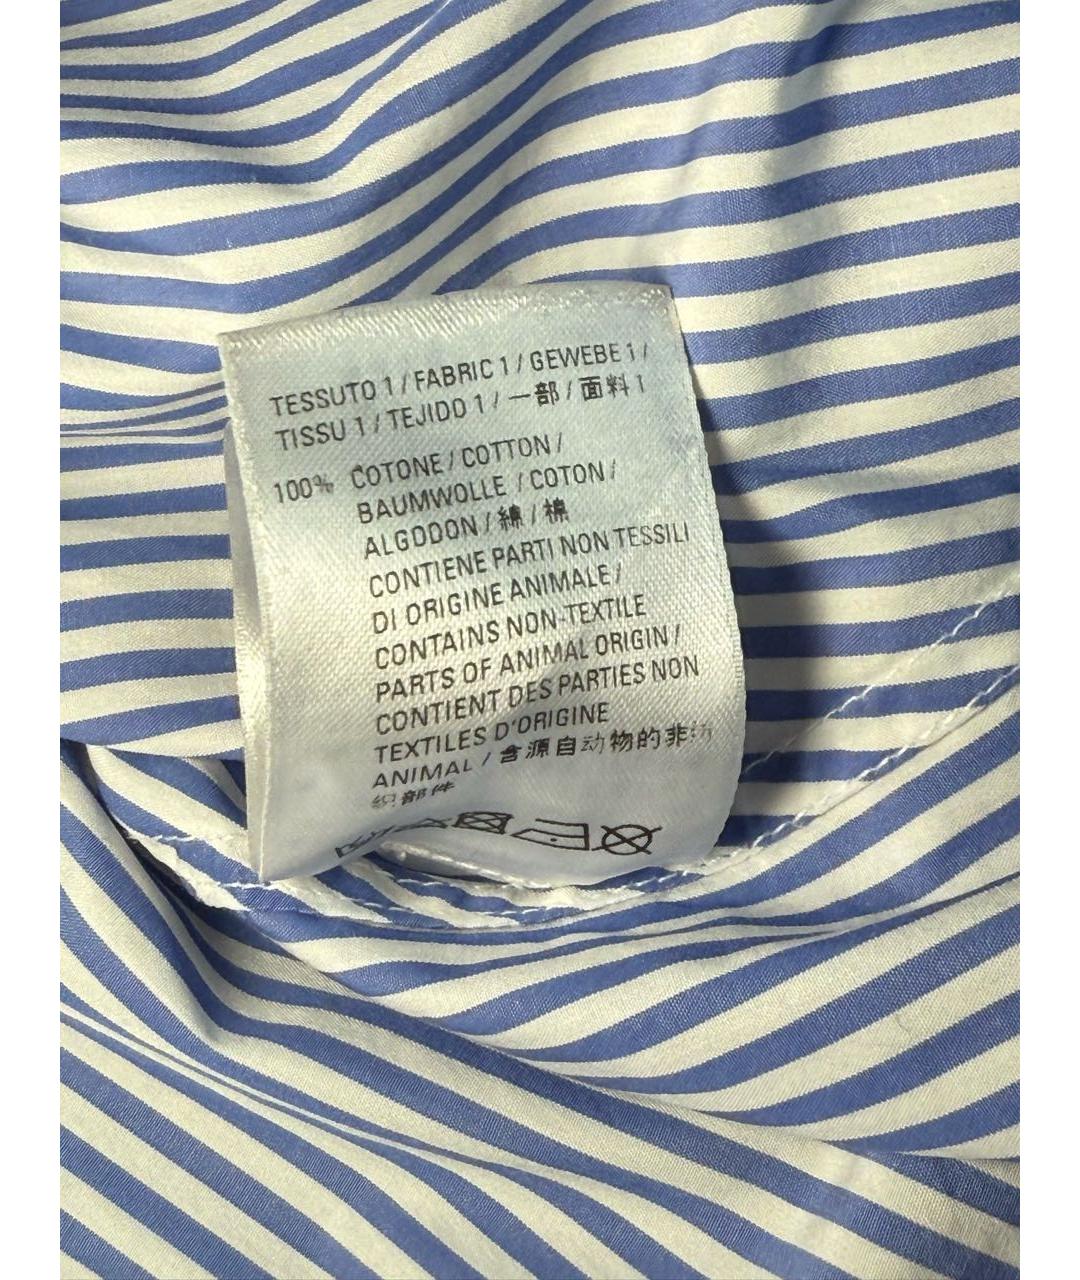 TESSUTO 1 / FABRIC 1 / GEWEBE 1 /
TISSU 1 / TEJIDO 1 / 一部 / 面料 1
100% COTONE / COTTON /
BAUMWOLLE / COTON /
ALGODON / 綿 / 棉
CONTIENE PARTI NON TESSILI
DI ORIGINE ANIMALE /
CONTAINS NON-TEXTILE
PARTS OF ANIMAL ORIGIN /
CONTIENT DES PARTIES NON
TEXTILES D'ORIGINE
ANIMAL / 含源自动物的非纺
织部件